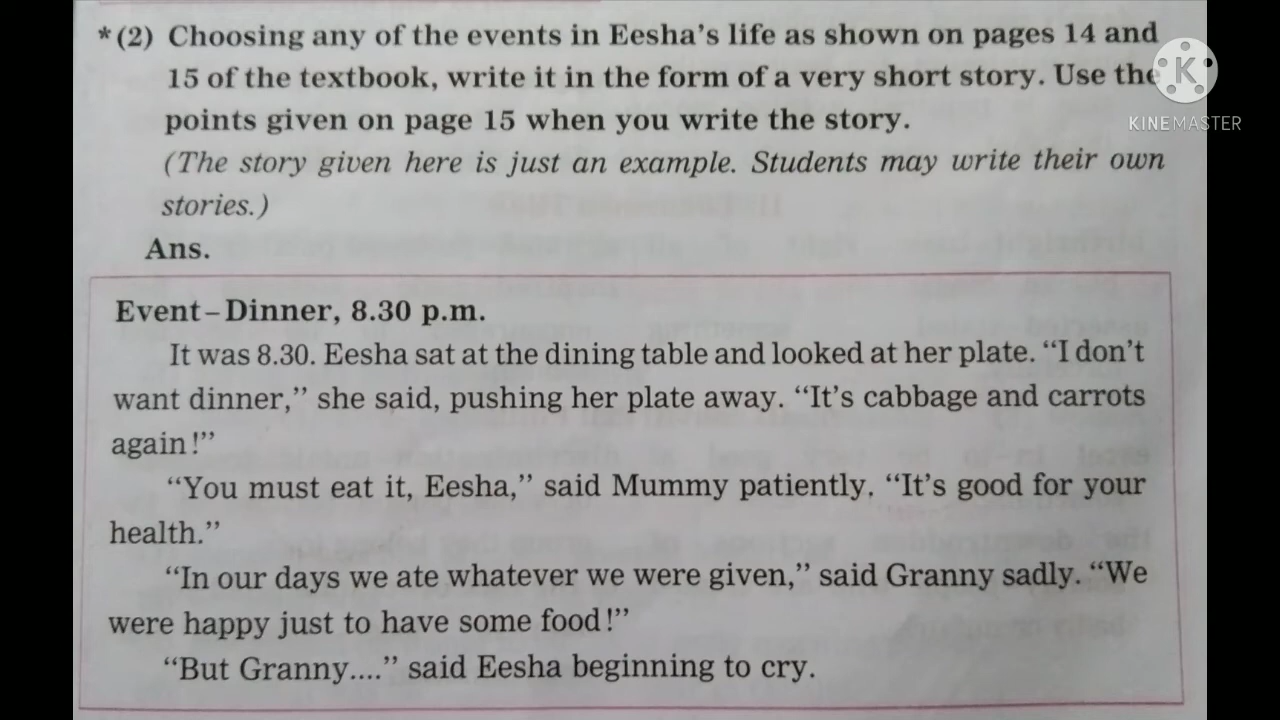 *(2) Choosing any of the events in Eesha's life as shown on pages 14 and
15 of the textbook, write it in the form of a very short story. Use the
points given on page 15 when you write the story.
(The story given here is just an example. Students may write their own
stories.)
Ans.
Event – Dinner, 8.30 p.m.
It was 8.30. Eesha sat at the dining table and looked at her plate. “I don't
want dinner,” she said, pushing her plate away. “It's cabbage and carrots
again!”
“You must eat it, Eesha,” said Mummy patiently. “It's good for your
health.”
“In our days we ate whatever we were given,” said Granny sadly. “We
were happy just to have some food!”
“But Granny....” said Eesha beginning to cry.
K
KINEMASTER